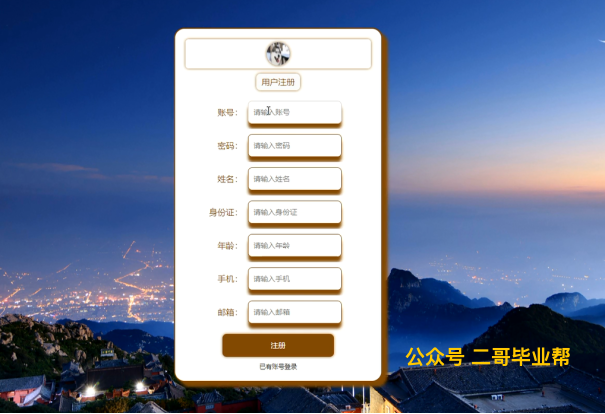 用户注册
账号： 请输入账号
密码： 请输入密码
姓名： 请输入姓名
身份证： 请输入身份证
年龄： 请输入年龄
手机： 请输入手机
邮箱： 请输入邮箱
注册
已有账号登录
公众号 二哥毕业帮